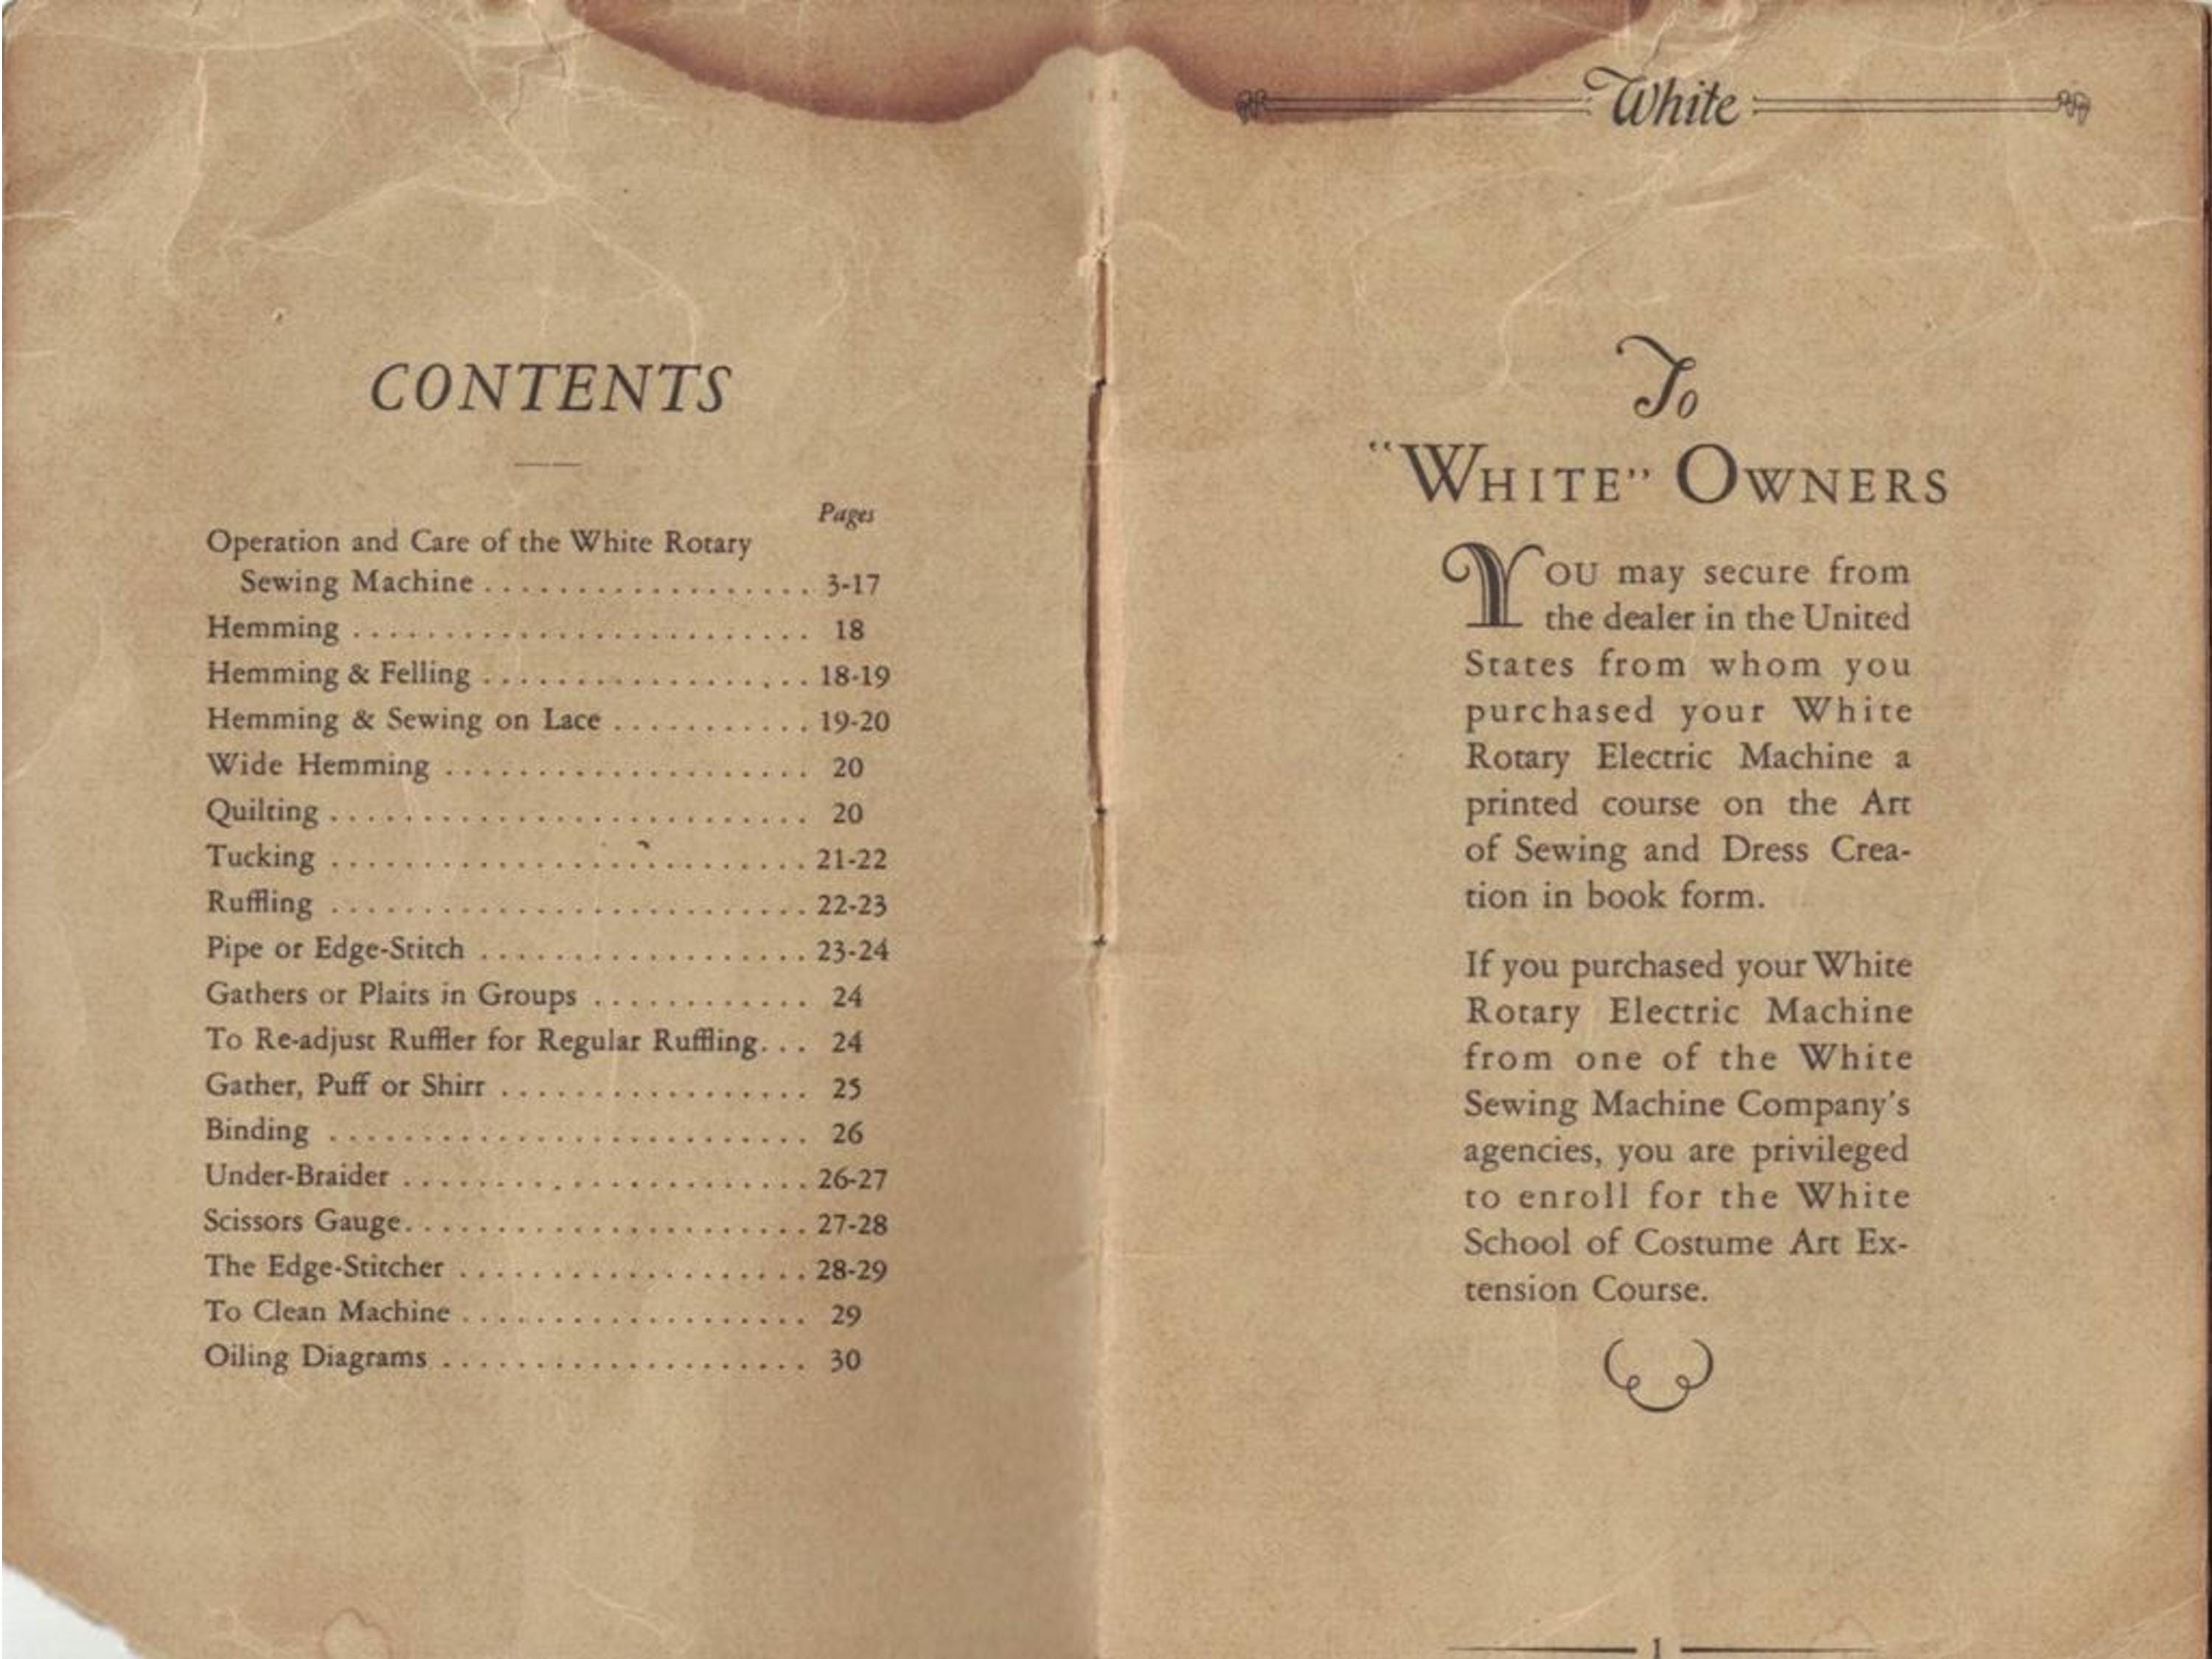 CONTENTS
Pages
Operation and Care of the White Rotary
Sewing Machine .................. 3-17
Hemming ......................... 18
Hemming & Felling .................. 18-19
Hemming & Sewing on Lace ........... 19-20
Wide Hemming .................... 20
Quilting .......................... 20
Tucking .......................... 21-22
Ruffling .......................... 22-23
Pipe or Edge-Stitch .................. 23-24
Gathers or Plaits in Groups ............ 24
To Re-adjust Ruffler for Regular Ruffling... 24
Gather, Puff or Shirr ................. 25
Binding .......................... 26
Under-Braider ...................... 26-27
Scissors Gauge...................... 27-28
The Edge-Stitcher ................... 28-29
To Clean Machine ................... 29
Oiling Diagrams .................... 30
White
To
"WHITE" OWNERS
YOU may secure from
the dealer in the United
States from whom you
purchased your White
Rotary Electric Machine a
printed course on the Art
of Sewing and Dress Crea-
tion in book form.
If you purchased your White
Rotary Electric Machine
from one of the White
Sewing Machine Company's
agencies, you are privileged
to enroll for the White
School of Costume Art Ex-
tension Course.
1